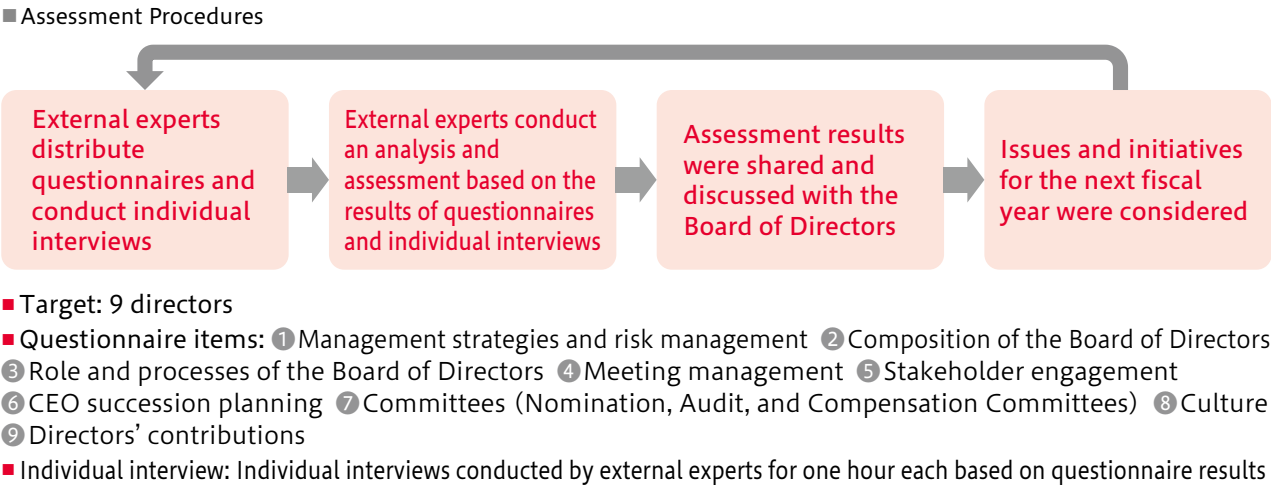 ■ Assessment Procedures
External experts
distribute
questionnaires and
conduct individual
interviews
External experts conduct
an analysis and
assessment based on the
results of questionnaires
and individual interviews
Assessment results
were shared and
discussed with the
Board of Directors
Issues and initiatives
for the next fiscal
year were considered
■ Target: 9 directors
■ Questionnaire items: ❶Management strategies and risk management ❷Composition of the Board of Directors
❸Role and processes of the Board of Directors ❹Meeting management ❺Stakeholder engagement
❻CEO succession planning ❼Committees (Nomination, Audit, and Compensation Committees) ❽Culture
❾Directors’ contributions
■ Individual interview: Individual interviews conducted by external experts for one hour each based on questionnaire results